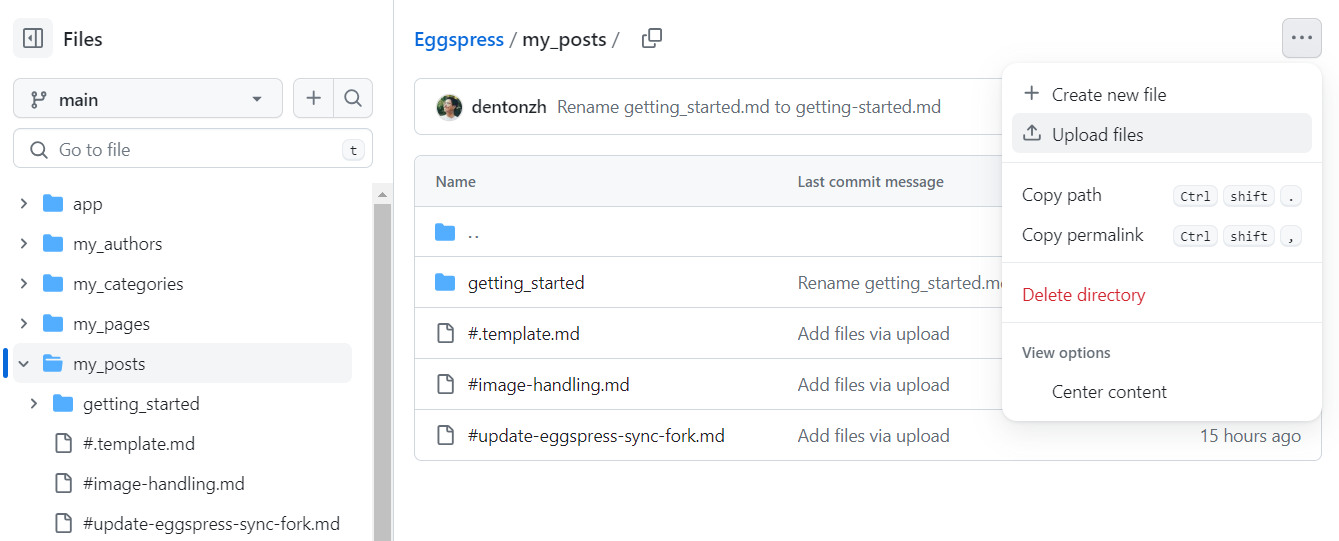 Files
main
Go to file
t
app
my_authors
my_categories
my_pages
my_posts
getting_started
#.template.md
#image-handling.md
#update-eggspress-sync-fork.md
Eggspress / my_posts /
dentonzh Rename getting_started.md to getting-started.md
Name Last commit message
..
getting_started Rename getting_started.m
#.template.md Add files via upload
#image-handling.md Add files via upload
#update-eggspress-sync-fork.md Add files via upload 15 hours ago
Create new file
Upload files
Copy path Ctrl shift .
Copy permalink Ctrl shift ,
Delete directory
View options
Center content